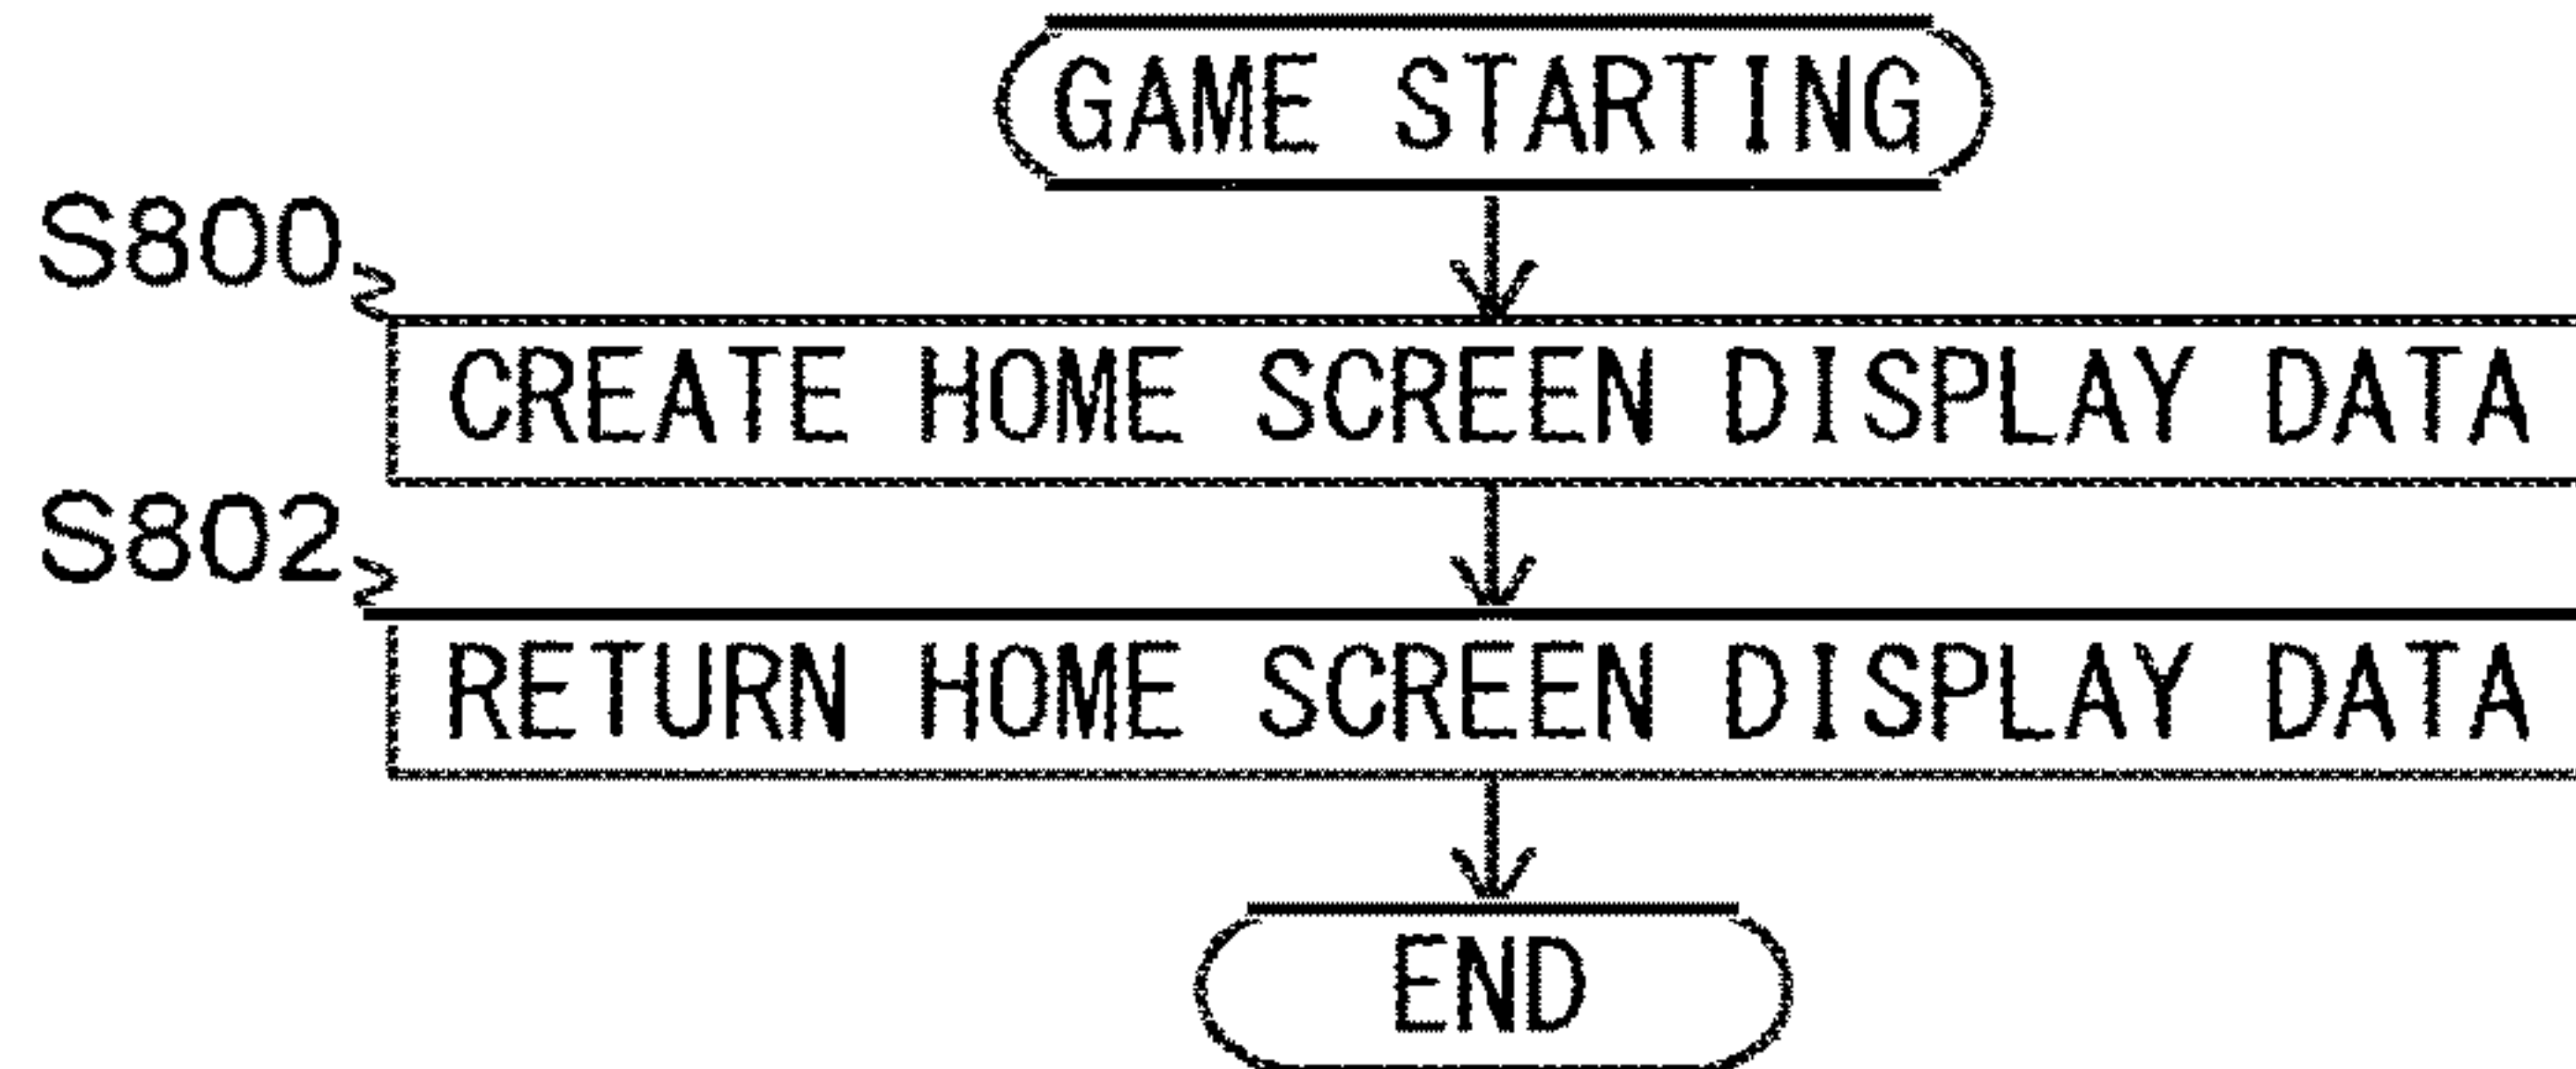 GAME STARTING
S800
CREATE HOME SCREEN DISPLAY DATA
S802
RETURN HOME SCREEN DISPLAY DATA
END